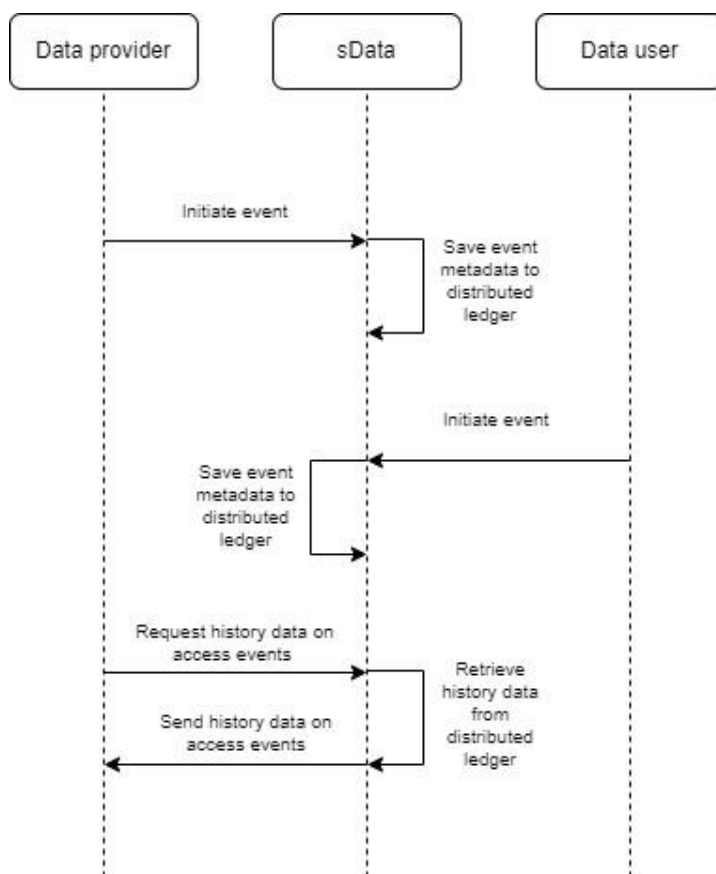 Data provider
sData
Data user
Initiate event
Save event
metadata to
distributed
ledger
Initiate event
Save event
metadata to
distributed
ledger
Request history data on
access events
Retrieve
history data
from
distributed
ledger
Send history data on
access events